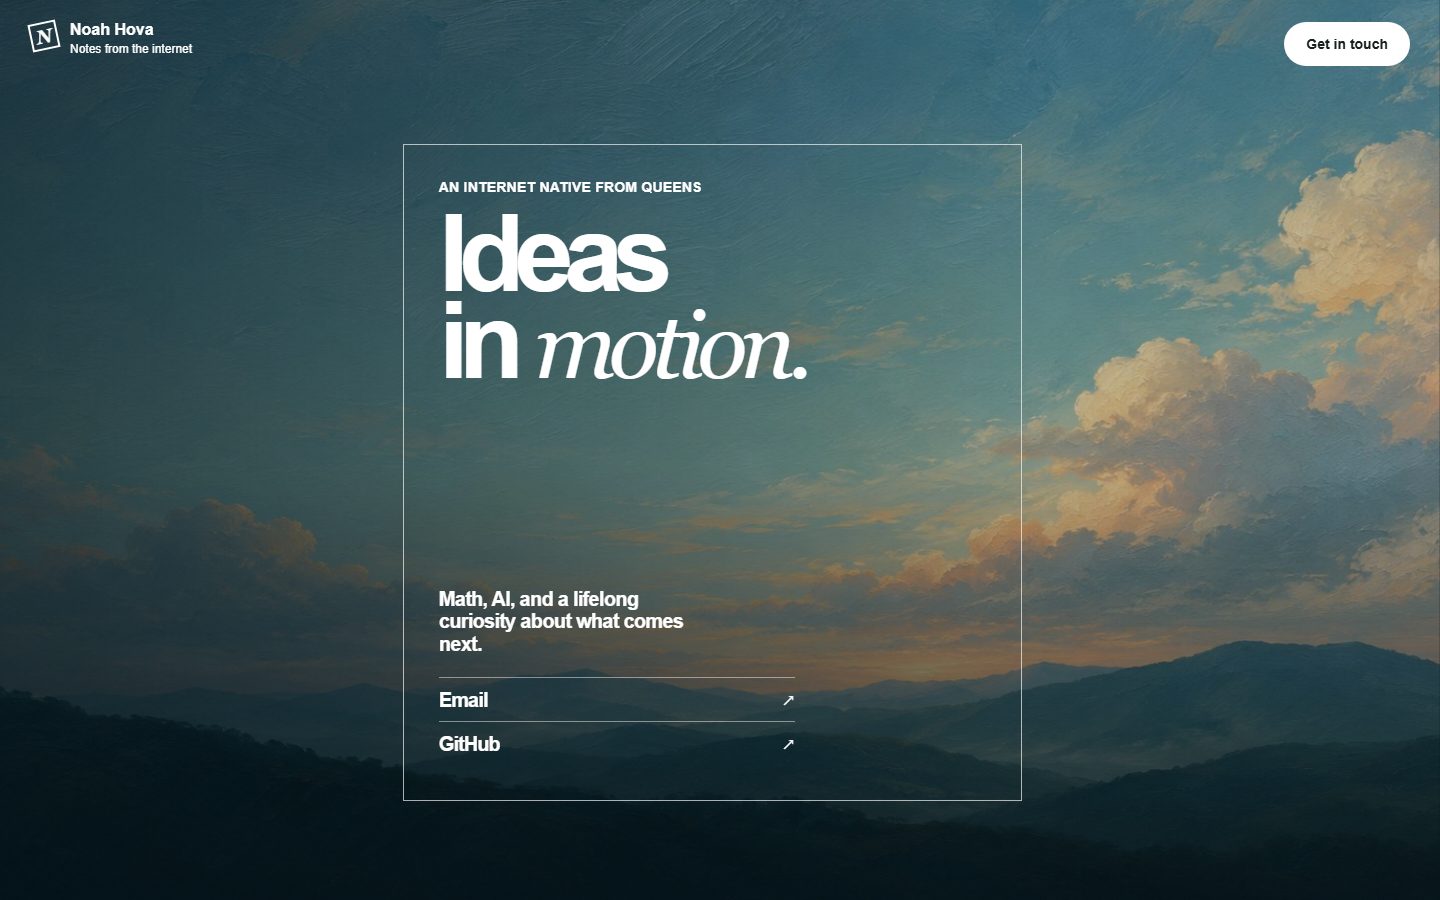 N
Noah Hova
Notes from the internet
Get in touch
AN INTERNET NATIVE FROM QUEENS
Ideas
in motion.
Math, AI, and a lifelong
curiosity about what comes
next.
Email ↗
GitHub ↗